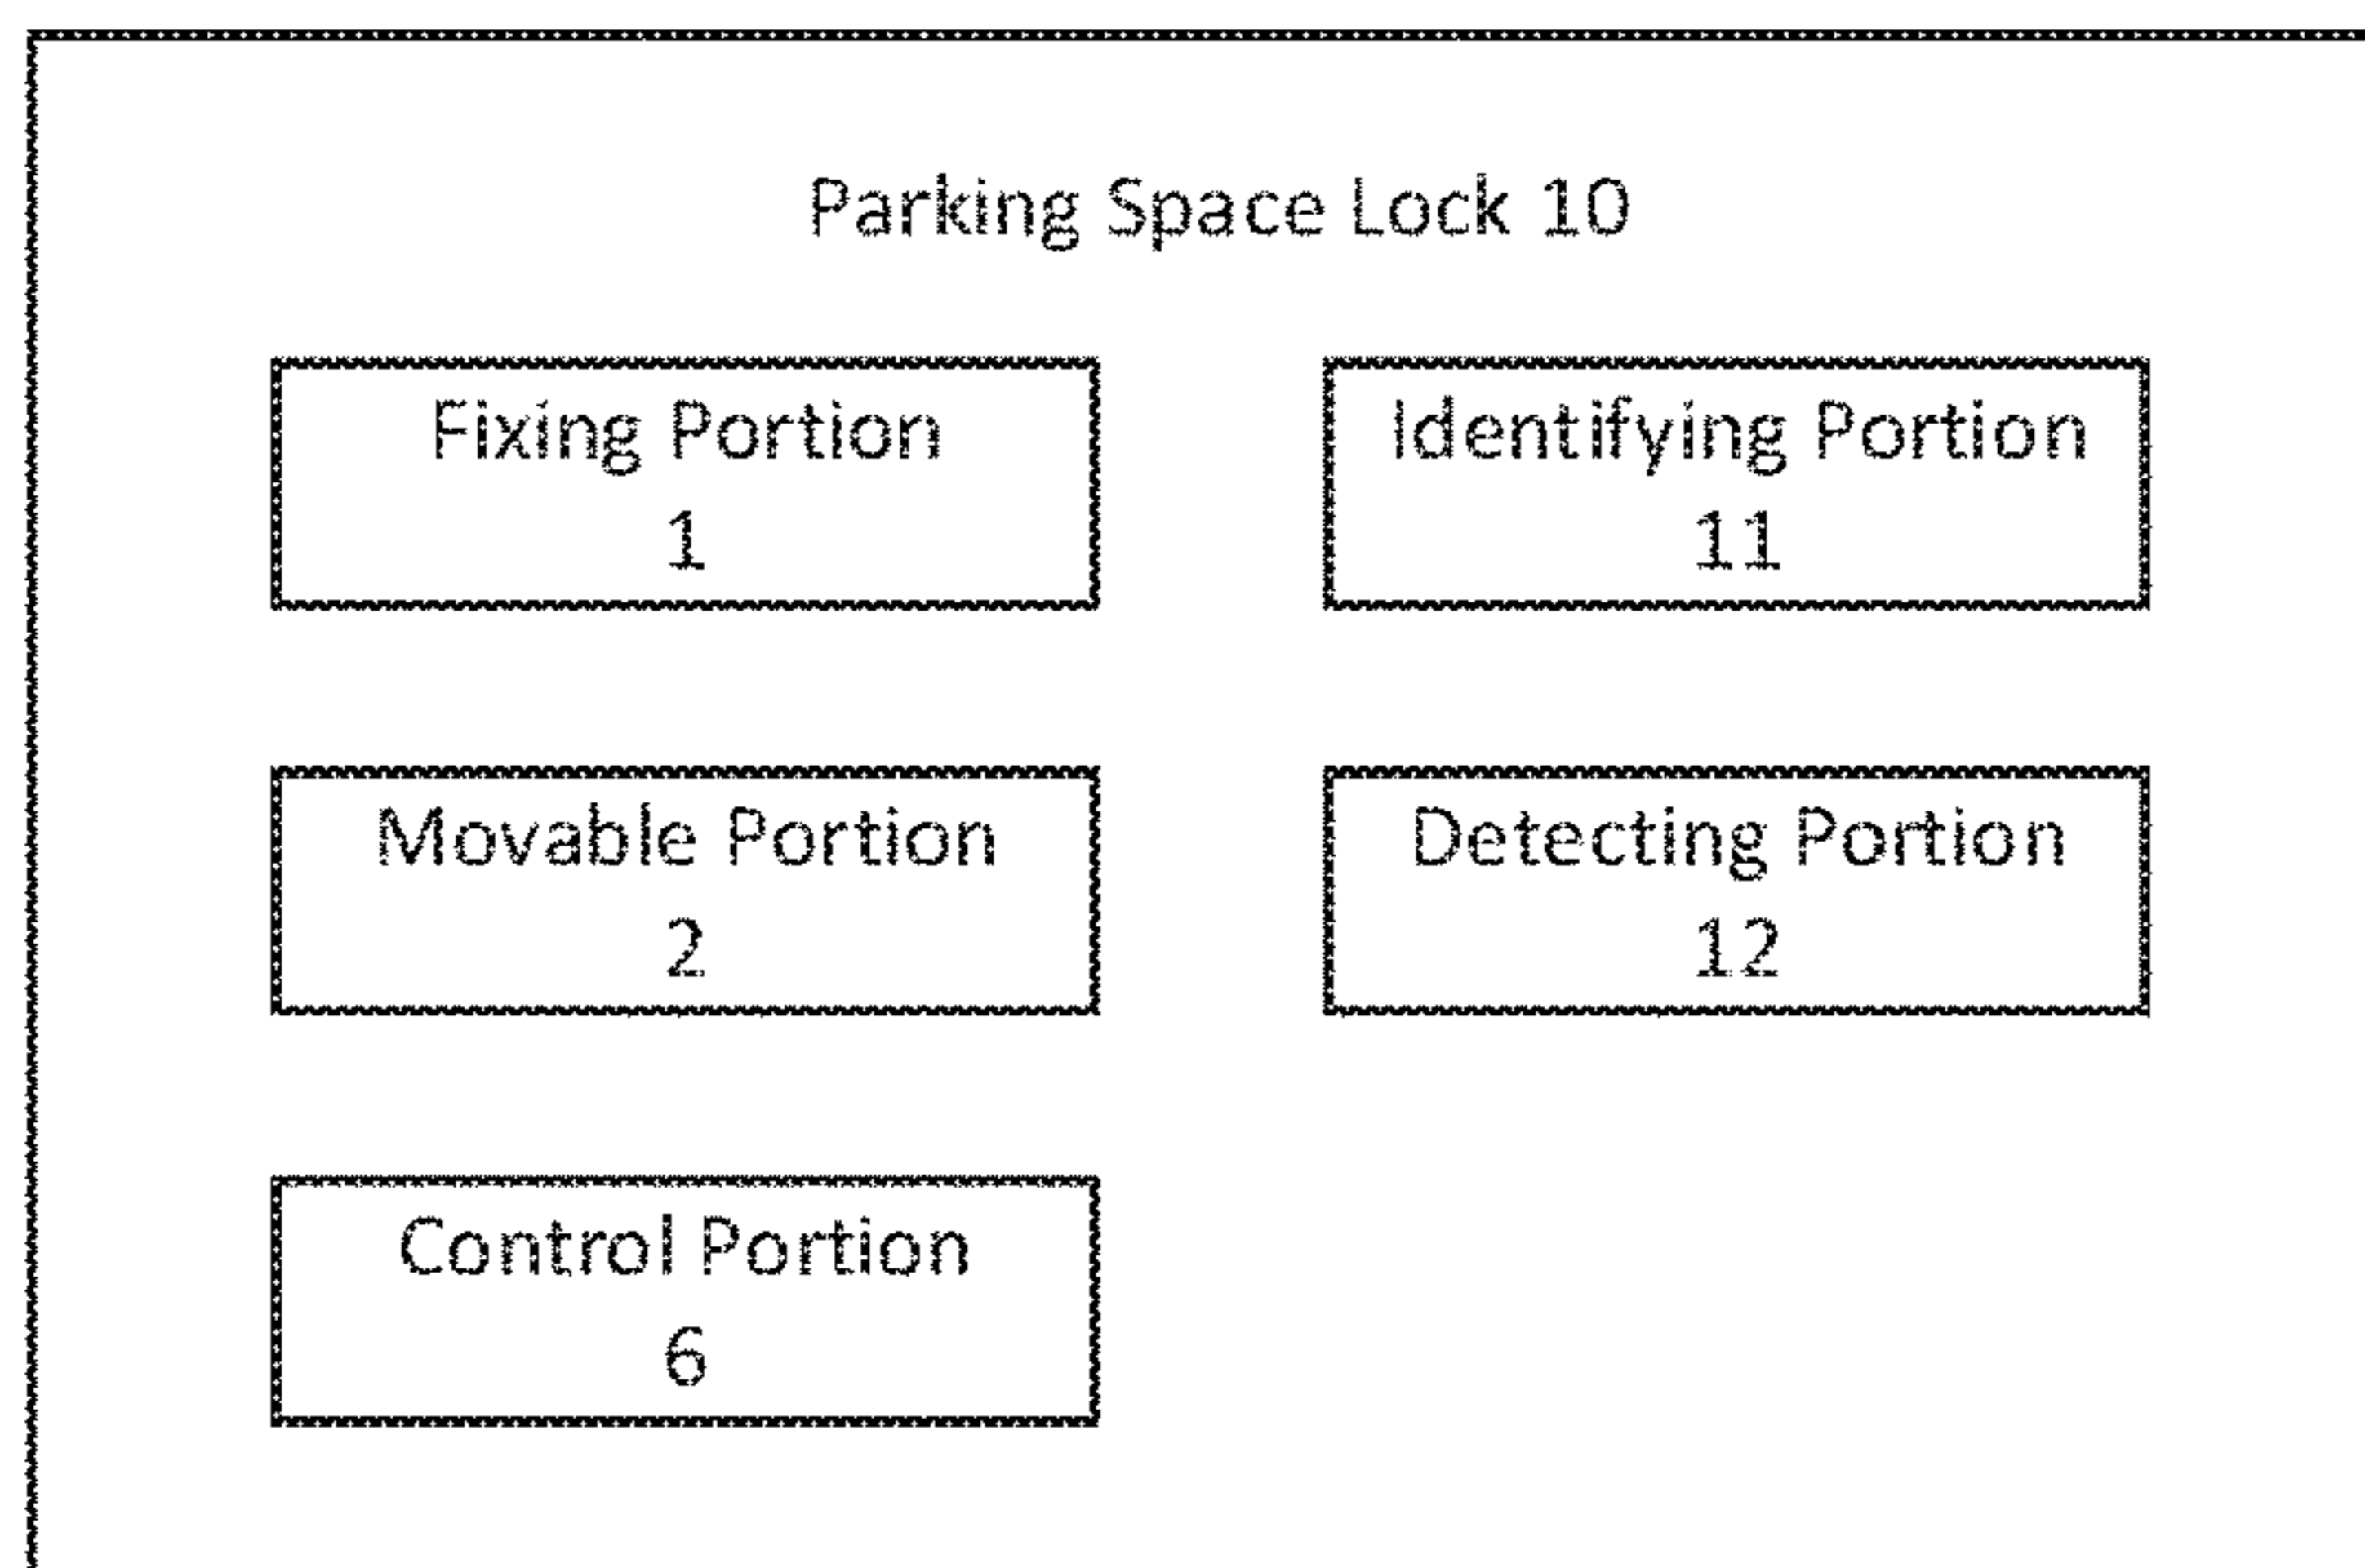 Parking Space Lock 10
Fixing Portion
1
Identifying Portion
11
Movable Portion
2
Detecting Portion
12
Control Portion
6